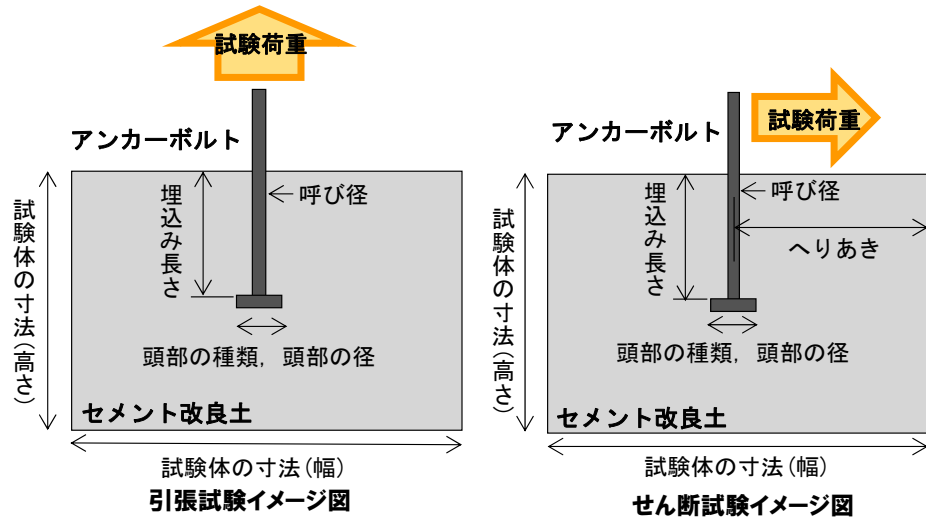 試験荷重
アンカーボルト
呼び径
埋込み長さ
試験体の寸法(高さ)
頭部の種類，頭部の径
セメント改良土
試験体の寸法(幅)
引張試験イメージ図
試験荷重
アンカーボルト
呼び径
埋込み長さ
へりあき
試験体の寸法(高さ)
頭部の種類，頭部の径
セメント改良土
試験体の寸法(幅)
せん断試験イメージ図